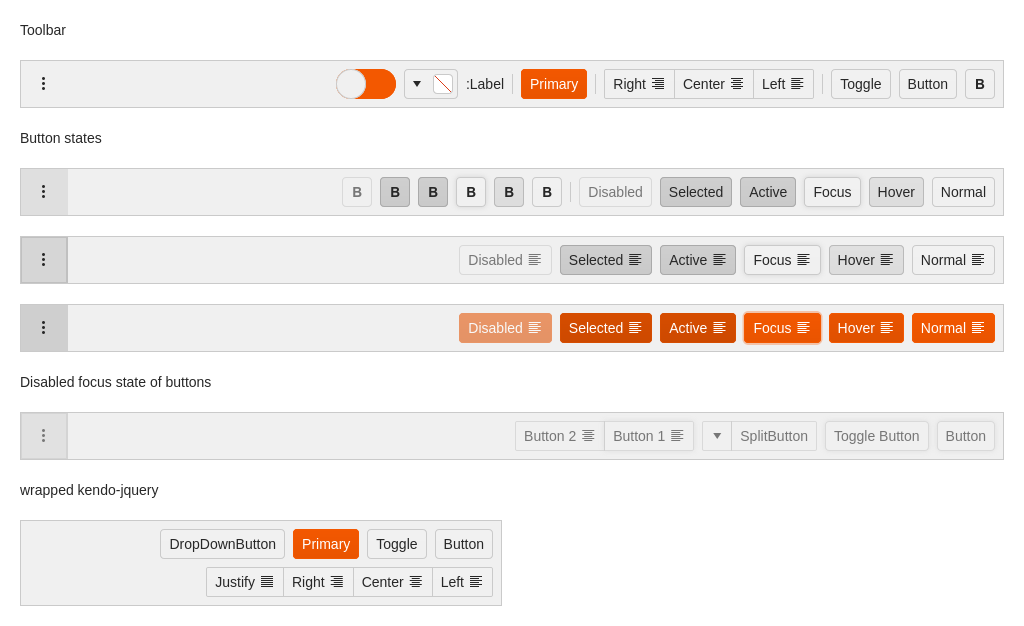 Toolbar
:Label Primary Right Center Left Toggle Button B
Button states
B B B B B B Disabled Selected Active Focus Hover Normal
Disabled Selected Active Focus Hover Normal
Disabled Selected Active Focus Hover Normal
Disabled focus state of buttons
Button 2 Button 1 SplitButton Toggle Button Button
wrapped kendo-jquery
DropDownButton Primary Toggle Button
Justify Right Center Left